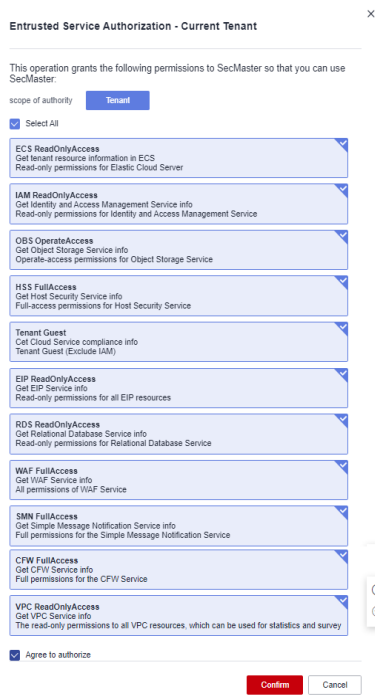 Entrusted Service Authorization - Current Tenant
This operation grants the following permissions to SecMaster so that you can use
SecMaster:
scope of authority Tenant
Select All
ECS ReadOnlyAccess
Get tenant resource information in ECS
Read-only permissions for Elastic Cloud Server
IAM ReadOnlyAccess
Get Identity and Access Management Service info
Read-only permissions for Identity and Access Management Service
OBS OperateAccess
Get Object Storage Service info
Operate-access permissions for Object Storage Service
HSS FullAccess
Get Host Security Service info
Full-access permissions for Host Security Service
Tenant Guest
Cet Cloud Service compliance info
Tenant Guest (Exclude IAM)
EIP ReadOnlyAccess
Get EIP Service info
Read-only permissions for all EIP resources
RDS ReadOnlyAccess
Get Relational Database Service info
Read-only permissions for Relational Database Service
WAF FullAccess
Get WAF Service info
All permissions of WAF Service
SMN FullAccess
Get Simple Message Notification Service info
Full permissions for the Simple Message Notification Service
CFW FullAccess
Get CFW Service info
Full permissions for the CFW Service
VPC ReadOnlyAccess
Get VPC Service info
The read-only permissions to all VPC resources, which can be used for statistics and survey
Agree to authorize
Confirm Cancel